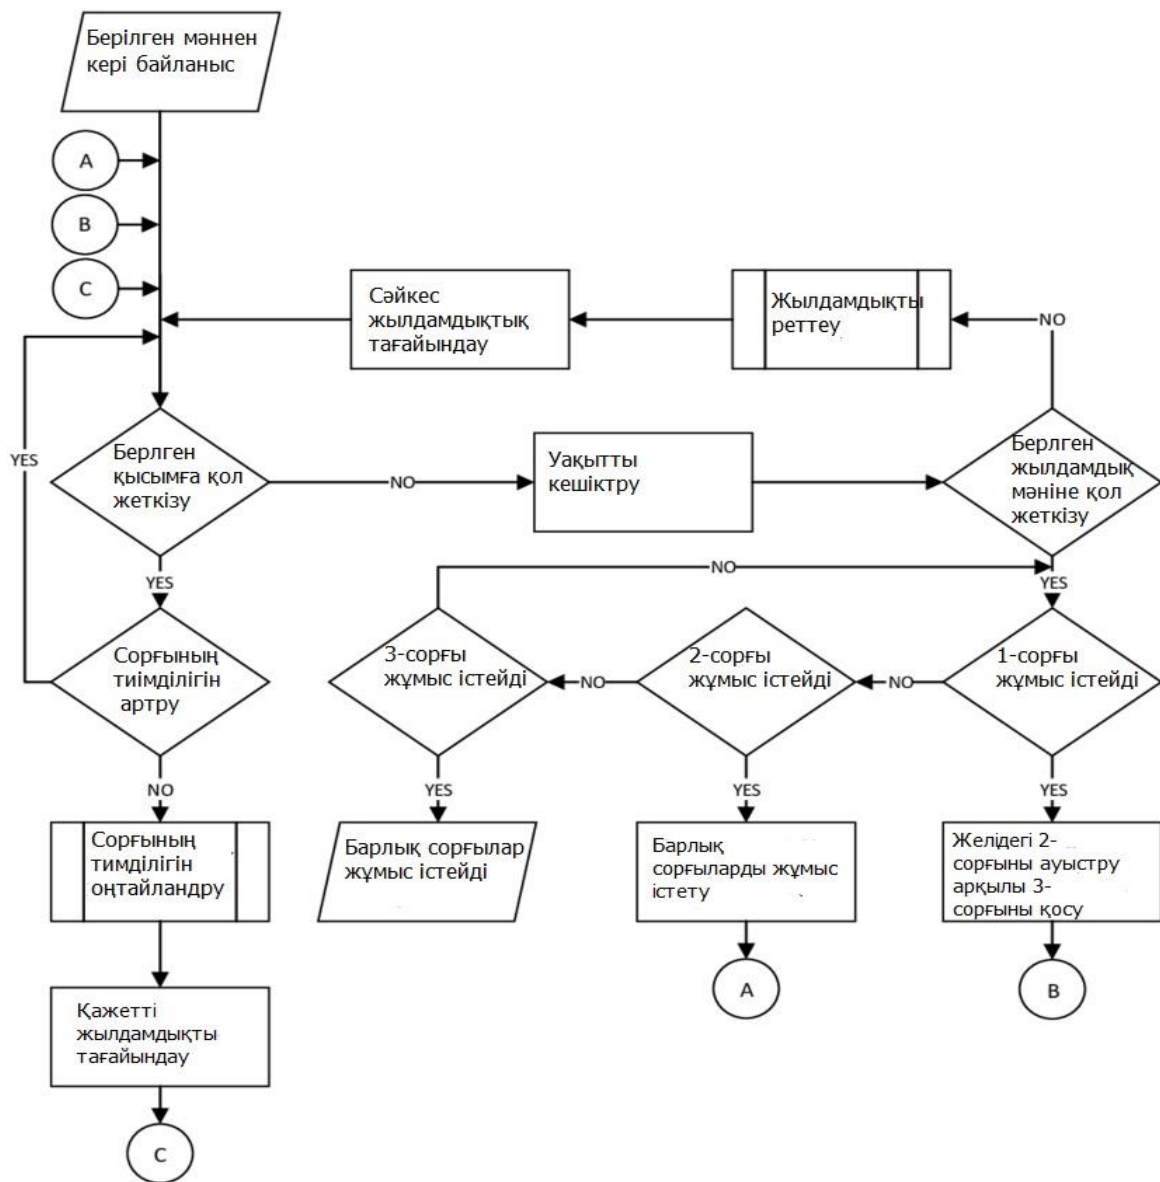 Берілген мәннен
кері байланыс
A
B
C
Сәйкес
жылдамдықтық
тағайындау
Жылдамдықты
реттеу
NO
YES
Берлген
қысымға қол
жеткізу
NO
Уақытты
кешіктру
Берлген
жылдамдық
мәніне қол
жеткізу
YES
NO
YES
Сорғының
тиімділігін
артру
3-сорғы
жұмыс істейді
NO
2-сорғы
жұмыс істейді
NO
1-сорғы
жұмыс істейді
NO
YES
YES
YES
Сорғының
тимділігін
оңтайландру
Барлық сорғылар
жұмыс істейді
Барлық
сорғыларды жұмыс
істету
Желідегі 2-
сорғыны ауыстру
арқылы 3-
сорғыны қосу
A
B
Қажетті
жылдамдықты
тағайындау
C